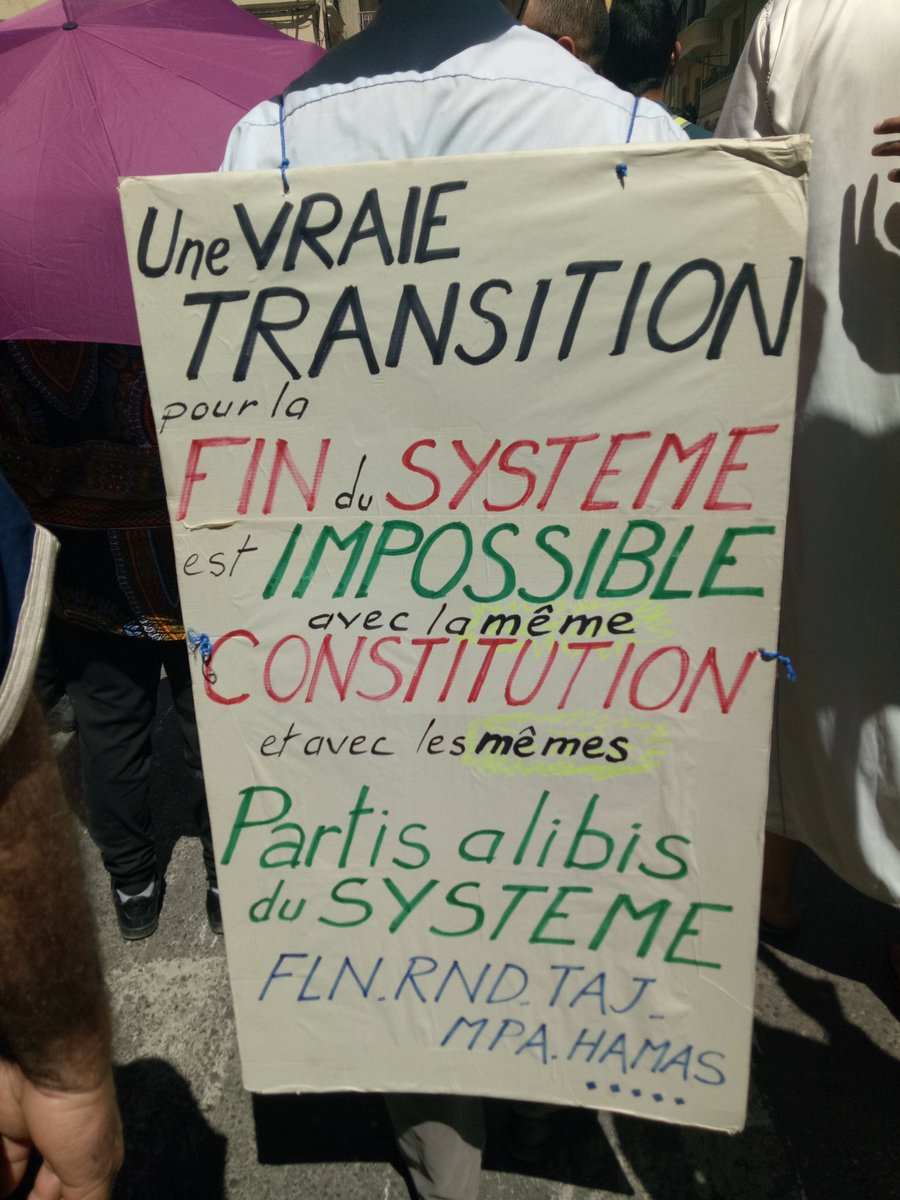 Une VRAIE
TRANSITION
pour la
FIN du SYSTEME
est IMPOSSIBLE
avec la même
CONSTITUTION
et avec les mêmes
Partis alibis
du SYSTEME
FLN.RND.TAJ_
MPA.HAMAS
.....